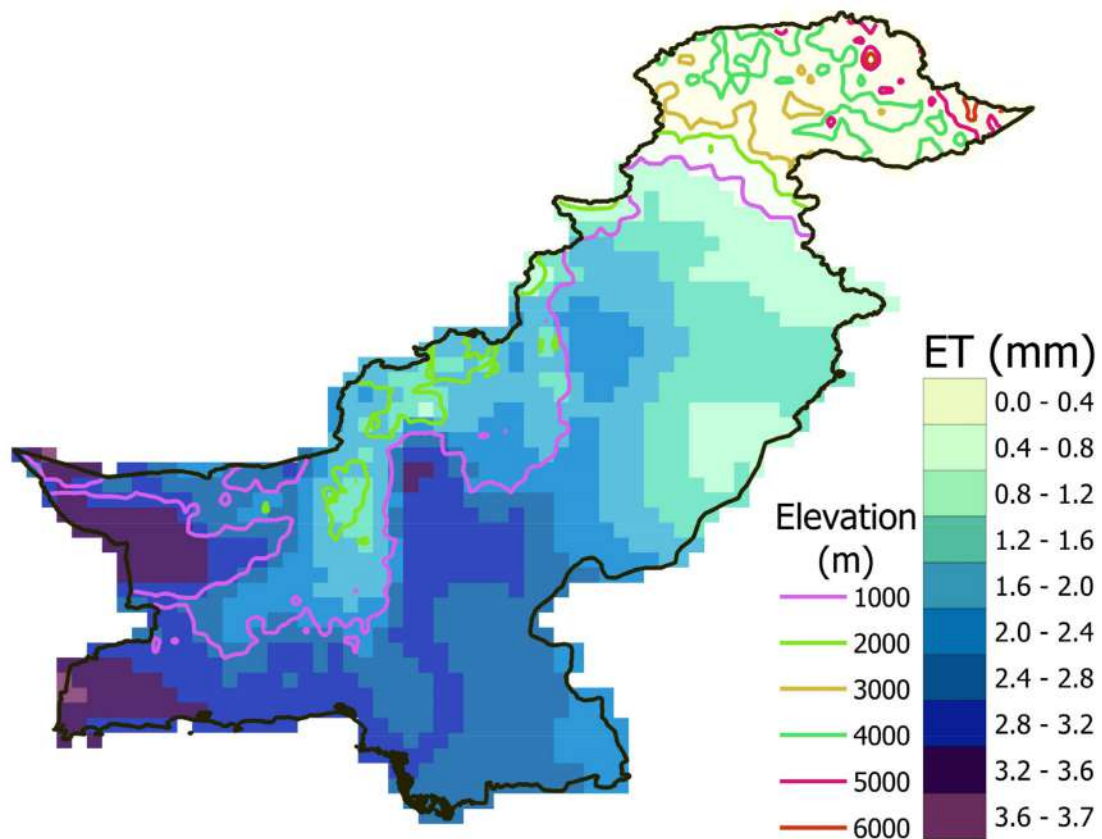 ET (mm)
0.0 - 0.4
0.4 - 0.8
0.8 - 1.2
1.2 - 1.6
1.6 - 2.0
2.0 - 2.4
2.4 - 2.8
2.8 - 3.2
3.2 - 3.6
3.6 - 3.7
Elevation
(m)
1000
2000
3000
4000
5000
6000